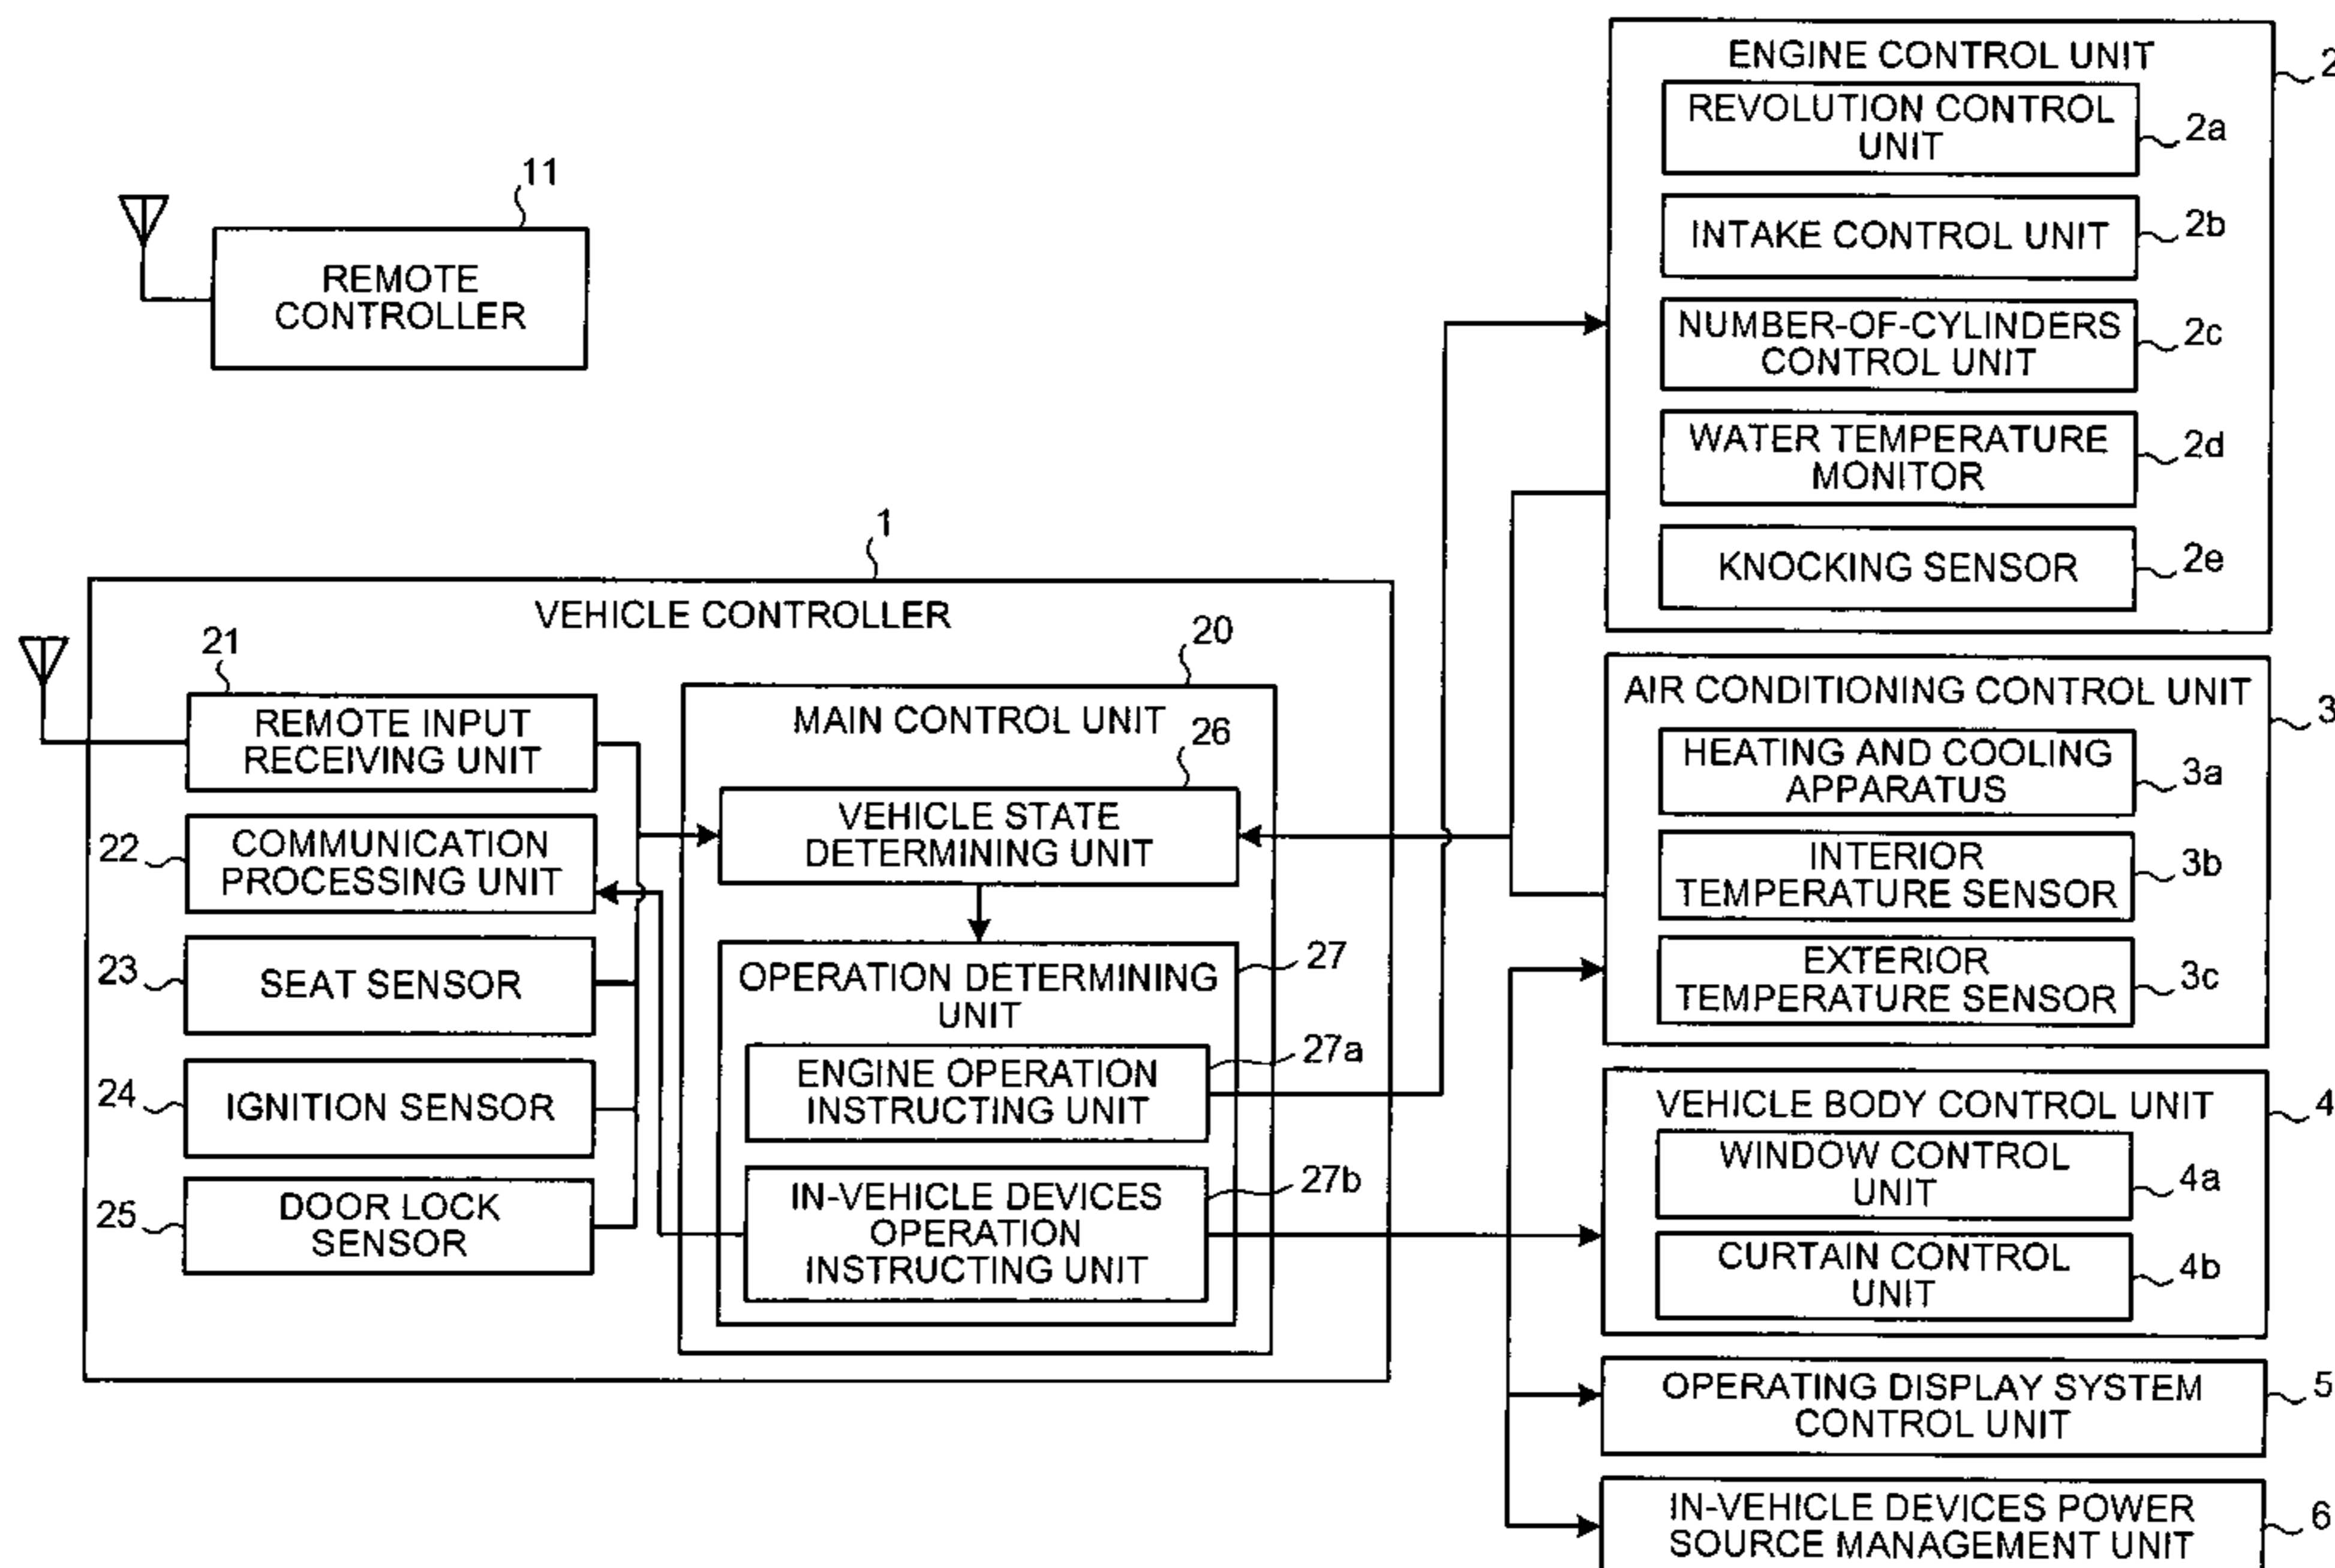 11
REMOTE
CONTROLLER
1
VEHICLE CONTROLLER
21
REMOTE INPUT
RECEIVING UNIT
22
COMMUNICATION
PROCESSING UNIT
23
SEAT SENSOR
24
IGNITION SENSOR
25
DOOR LOCK
SENSOR
20
MAIN CONTROL UNIT
26
VEHICLE STATE
DETERMINING UNIT
27
OPERATION DETERMINING
UNIT
27a
ENGINE OPERATION
INSTRUCTING UNIT
27b
IN-VEHICLE DEVICES
OPERATION
INSTRUCTING UNIT
ENGINE CONTROL UNIT
2
REVOLUTION CONTROL
UNIT
2a
INTAKE CONTROL UNIT
2b
NUMBER-OF-CYLINDERS
CONTROL UNIT
2c
WATER TEMPERATURE
MONITOR
2d
KNOCKING SENSOR
2e
AIR CONDITIONING CONTROL UNIT
3
HEATING AND COOLING
APPARATUS
3a
INTERIOR
TEMPERATURE SENSOR
3b
EXTERIOR
TEMPERATURE SENSOR
3c
VEHICLE BODY CONTROL UNIT
4
WINDOW CONTROL
UNIT
4a
CURTAIN CONTROL
UNIT
4b
OPERATING DISPLAY SYSTEM
CONTROL UNIT
5
IN-VEHICLE DEVICES POWER
SOURCE MANAGEMENT UNIT
6